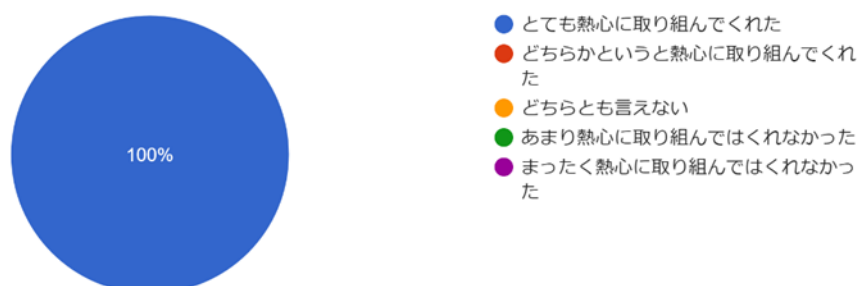 100%
とても熱心に取り組んでくれた
どちらかというと熱心に取り組んでくれ
た
どちらとも言えない
あまり熱心に取り組んではくれなかった
まったく熱心に取り組んではくれなかっ
た